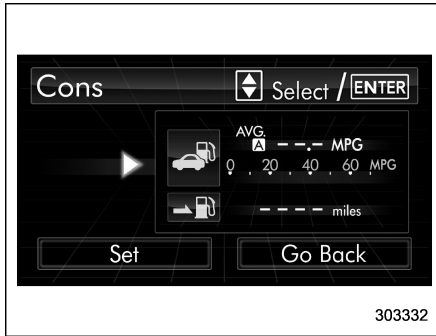 Cons Select / ENTER
AVG.
A --.- MPG
0 20 40 60 MPG
---- miles
Set Go Back
303332